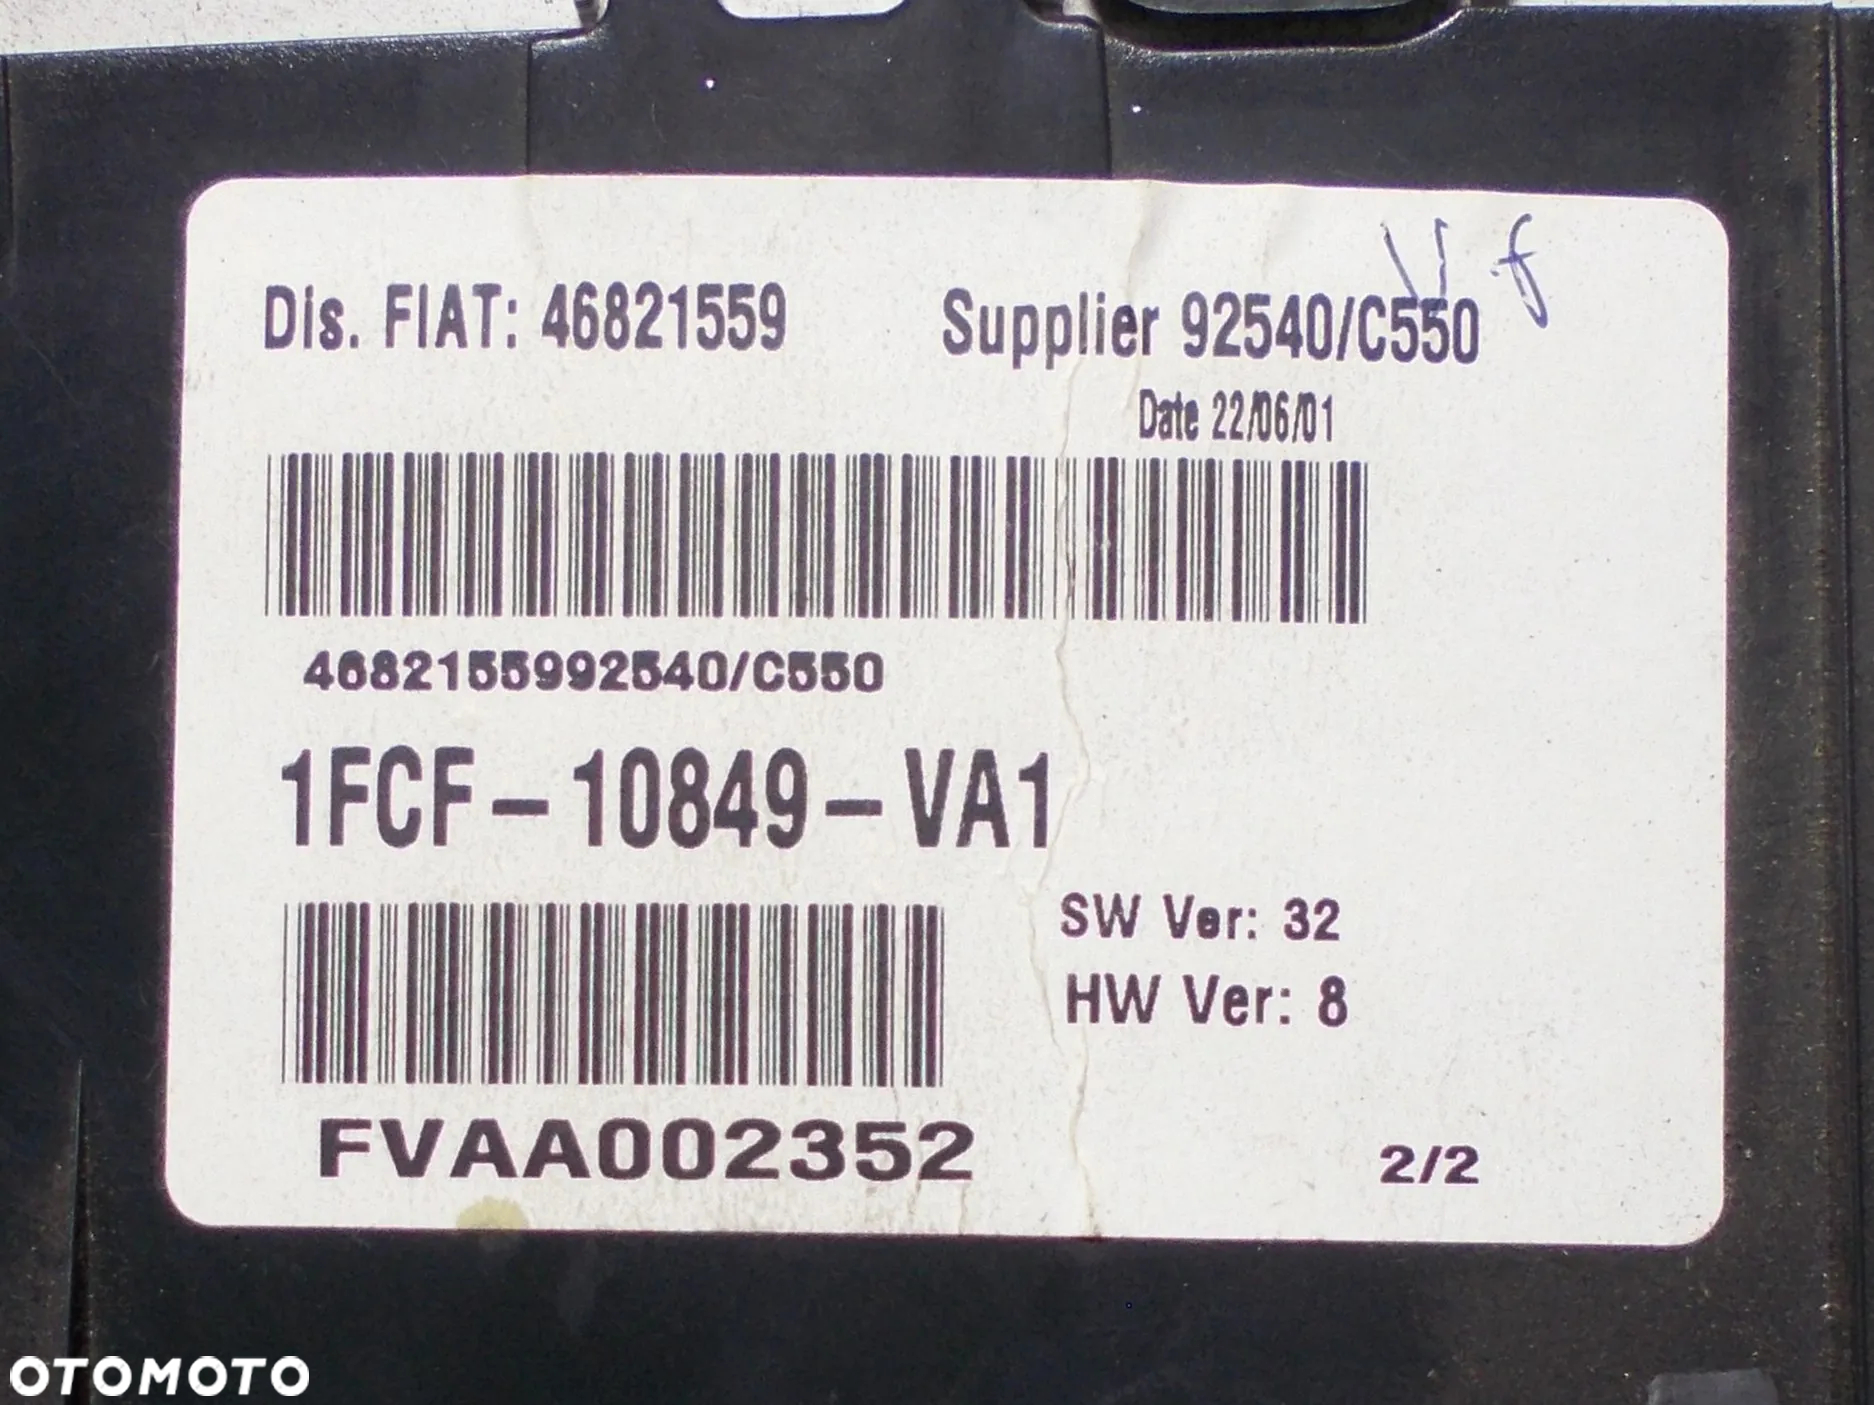 Dis. FIAT: 46821559 Supplier 92540/C550
Date 22/06/01
4682155992540/C550
1FCF-10849-VA1
SW Ver: 32
HW Ver: 8
FVAA002352 2/2
OTOMOTO